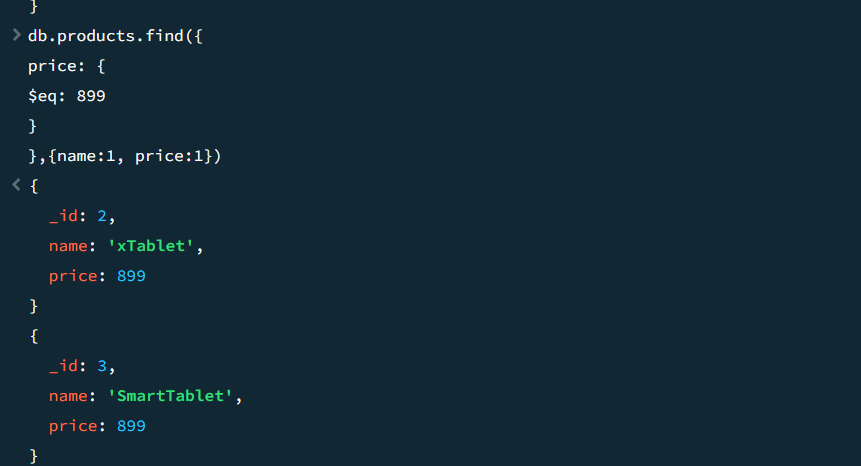 }
> db.products.find({
price: {
$eq: 899
}
},{name:1, price:1})
< {
_id: 2,
name: 'xTablet',
price: 899
}
{
_id: 3,
name: 'SmartTablet',
price: 899
}